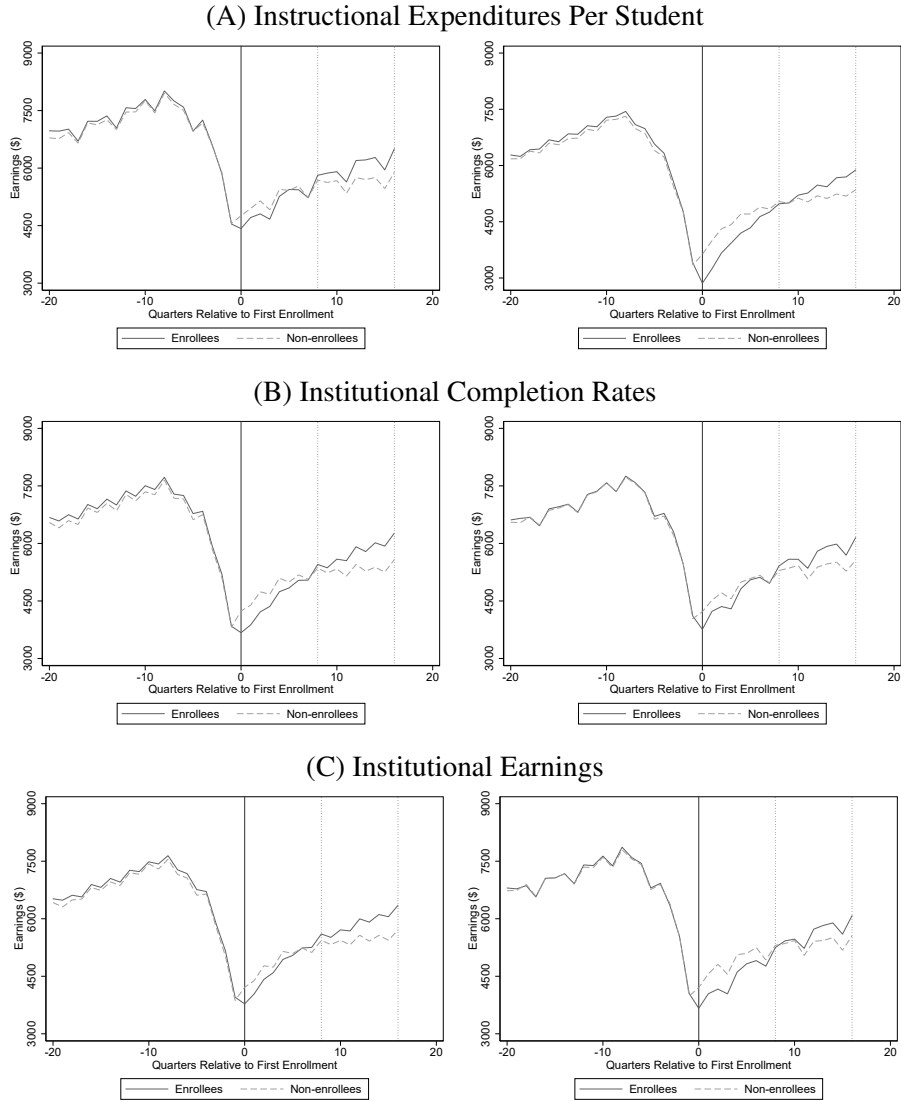 (A) Instructional Expenditures Per Student
9000
7500
6000
4500
3000
Earnings ($)
-20 -10 0 10 20
Quarters Relative to First Enrollment
Enrollees Non-enrollees
9000
7500
6000
4500
3000
Earnings ($)
-20 -10 0 10 20
Quarters Relative to First Enrollment
Enrollees Non-enrollees
(B) Institutional Completion Rates
9000
7500
6000
4500
3000
Earnings ($)
-20 -10 0 10 20
Quarters Relative to First Enrollment
Enrollees Non-enrollees
9000
7500
6000
4500
3000
Earnings ($)
-20 -10 0 10 20
Quarters Relative to First Enrollment
Enrollees Non-enrollees
(C) Institutional Earnings
9000
7500
6000
4500
3000
Earnings ($)
-20 -10 0 10 20
Quarters Relative to First Enrollment
Enrollees Non-enrollees
9000
7500
6000
4500
3000
Earnings ($)
-20 -10 0 10 20
Quarters Relative to First Enrollment
Enrollees Non-enrollees